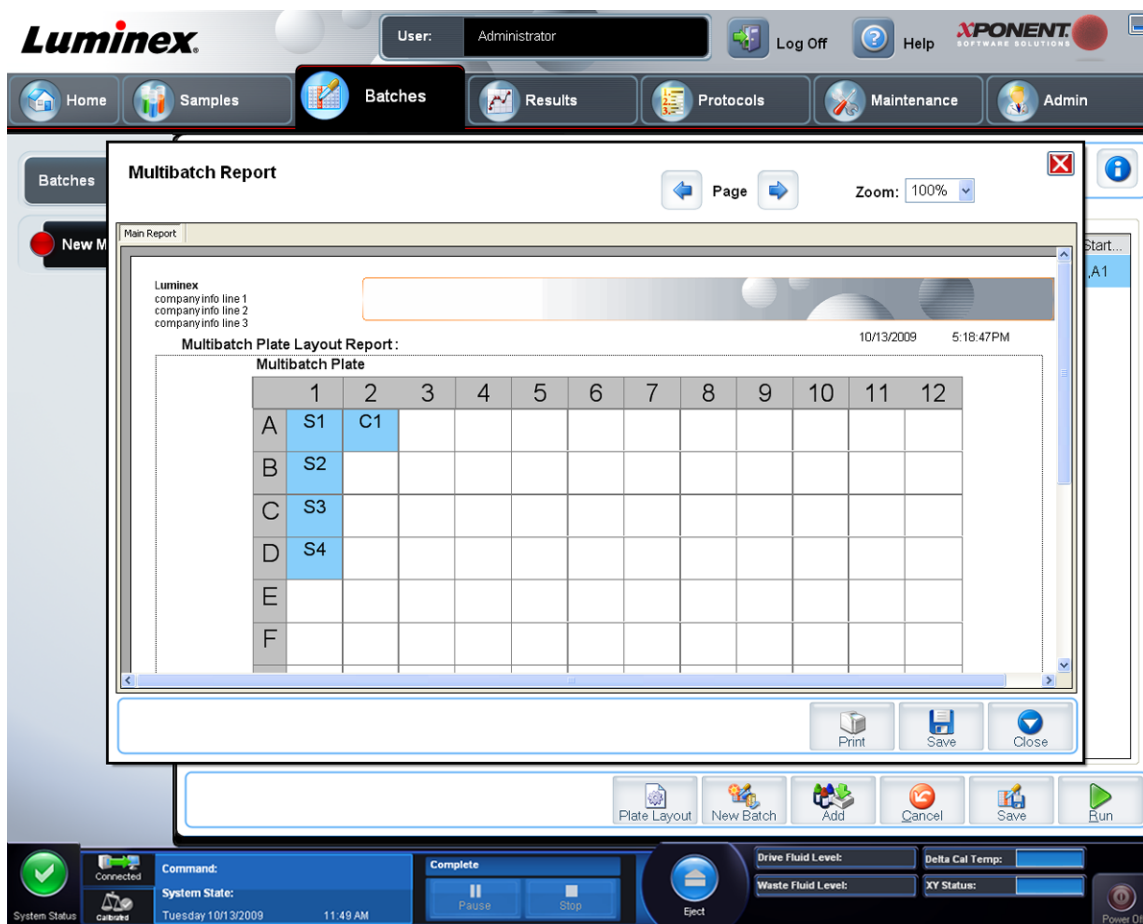 Luminex.
User: Administrator
Log Off
Help
XPONENT.
SOFTWARE SOLUTIONS
Home
Samples
Batches
Results
Protocols
Maintenance
Admin
Batches
New M
Multibatch Report
Page
Zoom: 100%
Start...
,A1
Main Report
Luminex
company info line 1
company info line 2
company info line 3
10/13/2009 5:18:47PM
Multibatch Plate Layout Report :
Multibatch Plate
1 2 3 4 5 6 7 8 9 10 11 12
A S1 C1
B S2
C S3
D S4
E
F
Print
Save
Close
Plate Layout
New Batch
Add
Cancel
Save
Run
System Status
Connected
Calibrated
Command:
System State:
Tuesday 10/13/2009 11:49 AM
Complete
Pause
Stop
Eject
Drive Fluid Level:
Waste Fluid Level:
Delta Cal Temp:
XY Status: